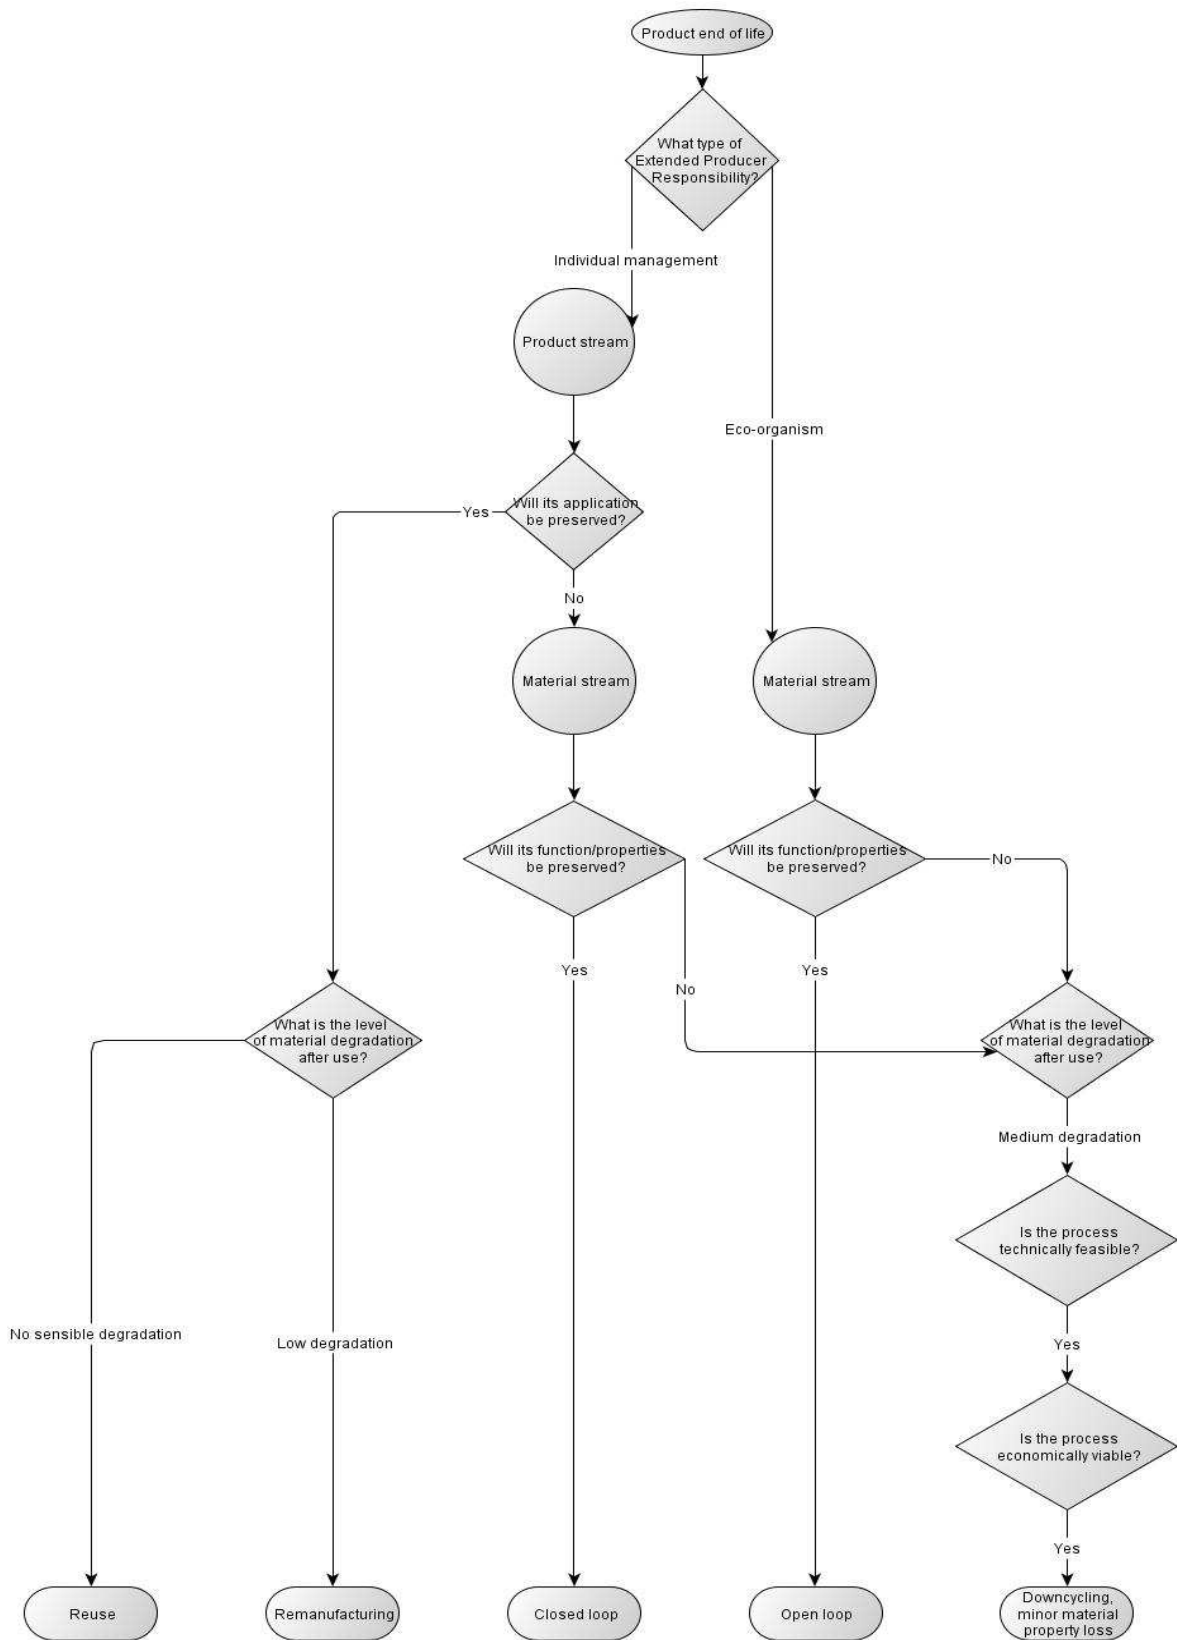 Product end of life
What type of
Extended Producer
Responsibility?
Individual management
Product stream
Eco-organism
Will its application
be preserved?
Yes
No
Material stream
Material stream
Will its function/properties
be preserved?
Will its function/properties
be preserved?
No
Yes
Yes
No
What is the level
of material degradation
after use?
What is the level
of material degradation
after use?
Medium degradation
Is the process
technically feasible?
No sensible degradation
Low degradation
Yes
Is the process
economically viable?
Yes
Reuse
Remanufacturing
Closed loop
Open loop
Downcycling,
minor material
property loss